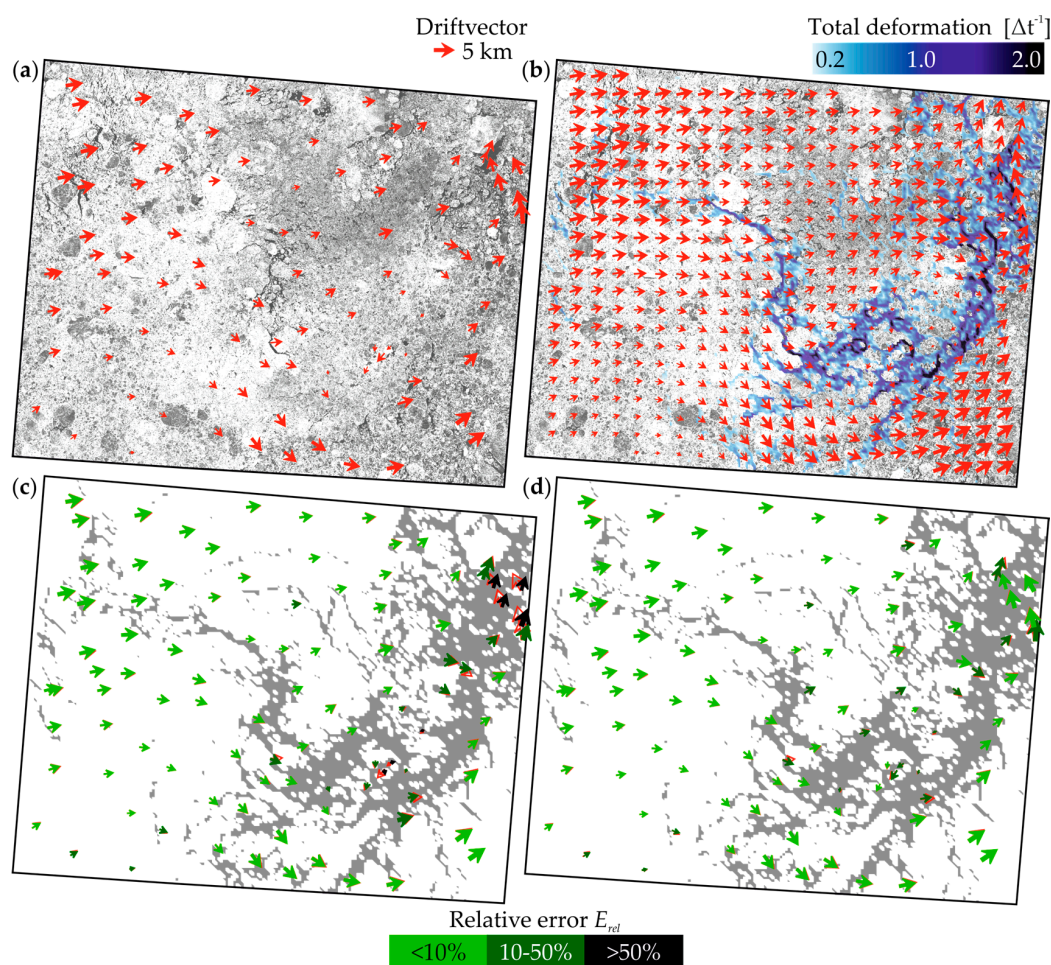 Driftvector
5 km
Total deformation [Δt⁻¹]
0.2 1.0 2.0
(a)
(b)
(c)
(d)
Relative error E_rel
<10% 10-50% >50%